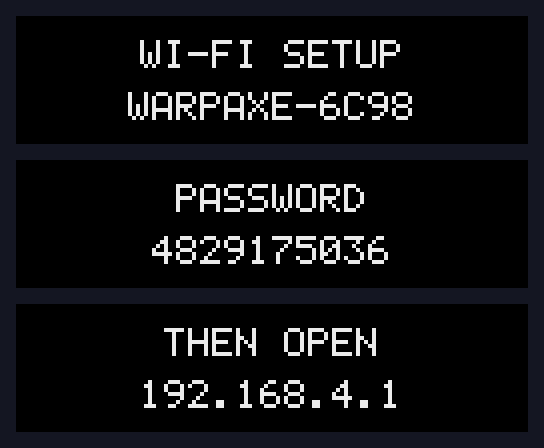 WI-FI SETUP
WARPAXE-6C98
PASSWORD
4829175036
THEN OPEN
192.168.4.1